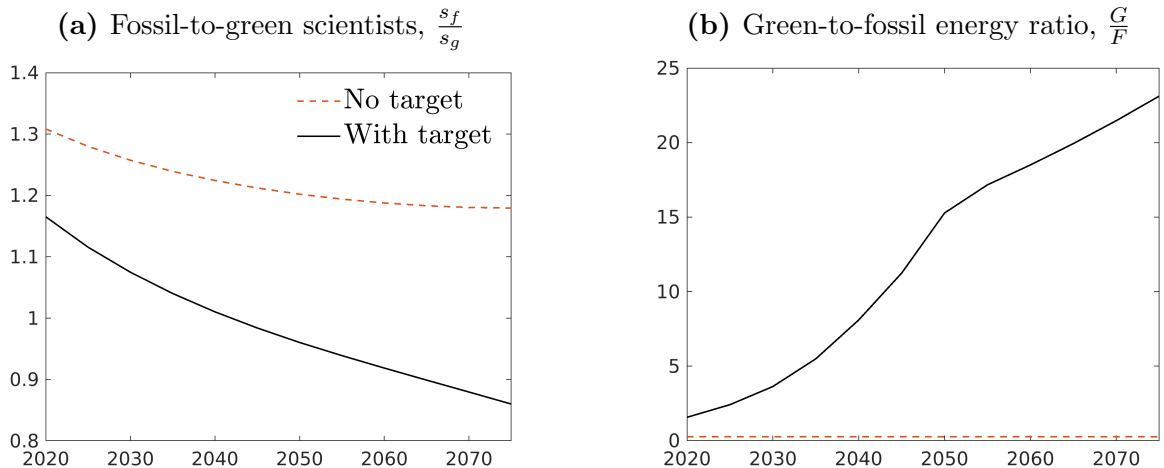 (a) Fossil-to-green scientists, s_f/s_g
1.4
1.3
1.2
1.1
1
0.9
0.8
2020 2030 2040 2050 2060 2070
No target
With target
(b) Green-to-fossil energy ratio, G/F
25
20
15
10
5
0
2020 2030 2040 2050 2060 2070